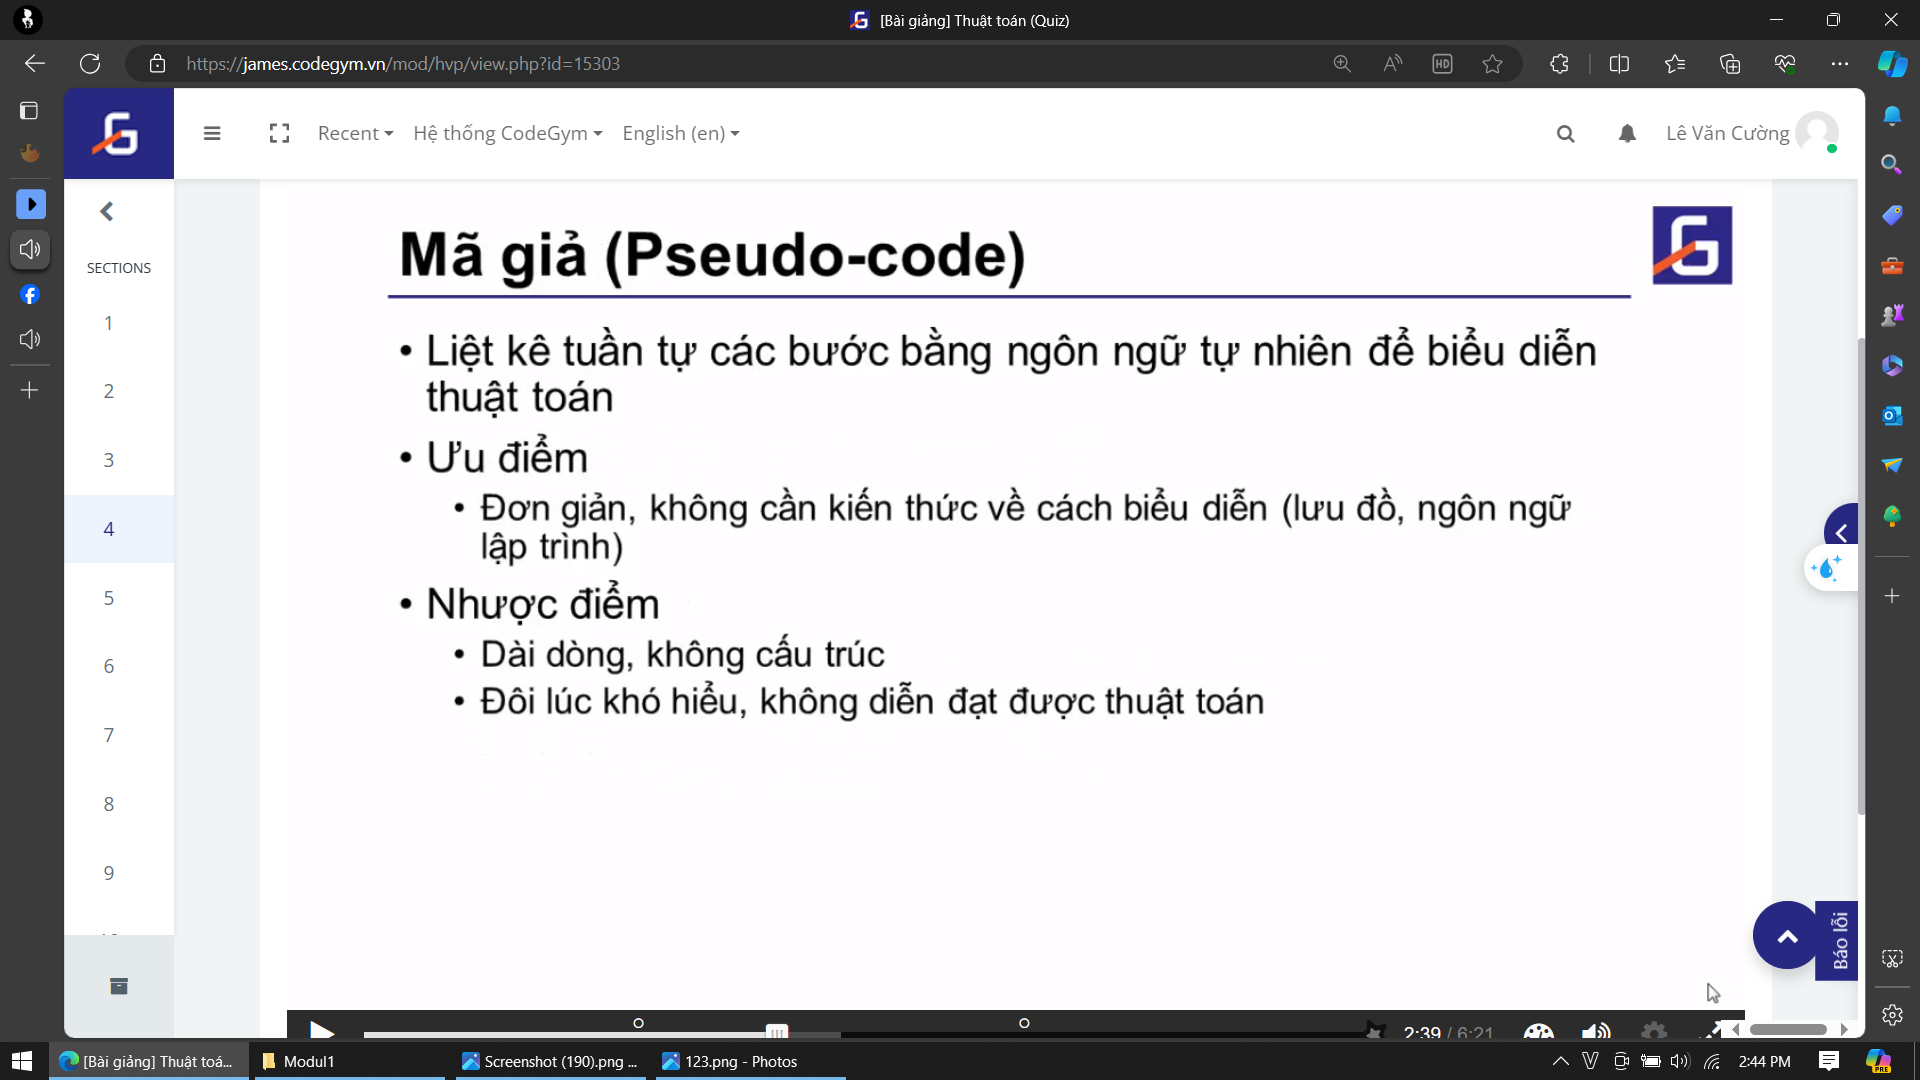 [Bài giảng] Thuật toán (Quiz)
https://james.codegym.vn/mod/hvp/view.php?id=15303
Recent
Hệ thống CodeGym
English (en)
Lê Văn Cường
SECTIONS
1
2
3
4
5
6
7
8
9
Mã giả (Pseudo-code)
• Liệt kê tuần tự các bước bằng ngôn ngữ tự nhiên để biểu diễn
thuật toán
• Ưu điểm
• Đơn giản, không cần kiến thức về cách biểu diễn (lưu đồ, ngôn ngữ
lập trình)
• Nhược điểm
• Dài dòng, không cấu trúc
• Đôi lúc khó hiểu, không diễn đạt được thuật toán
Báo lỗi
2:39 / 6:21
[Bài giảng] Thuật toá...
Modul1
Screenshot (190).png ...
123.png - Photos
2:44 PM